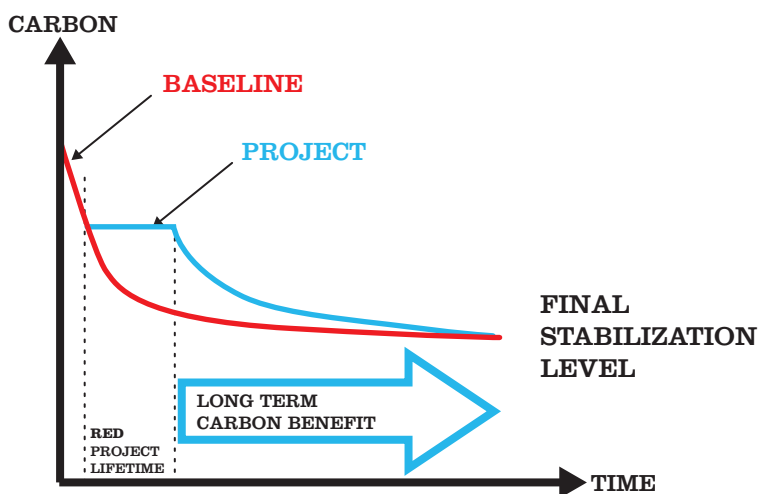 CARBON
BASELINE
PROJECT
FINAL
STABILIZATION
LEVEL
LONG TERM
CARBON BENEFIT
RED
PROJECT
LIFETIME
TIME